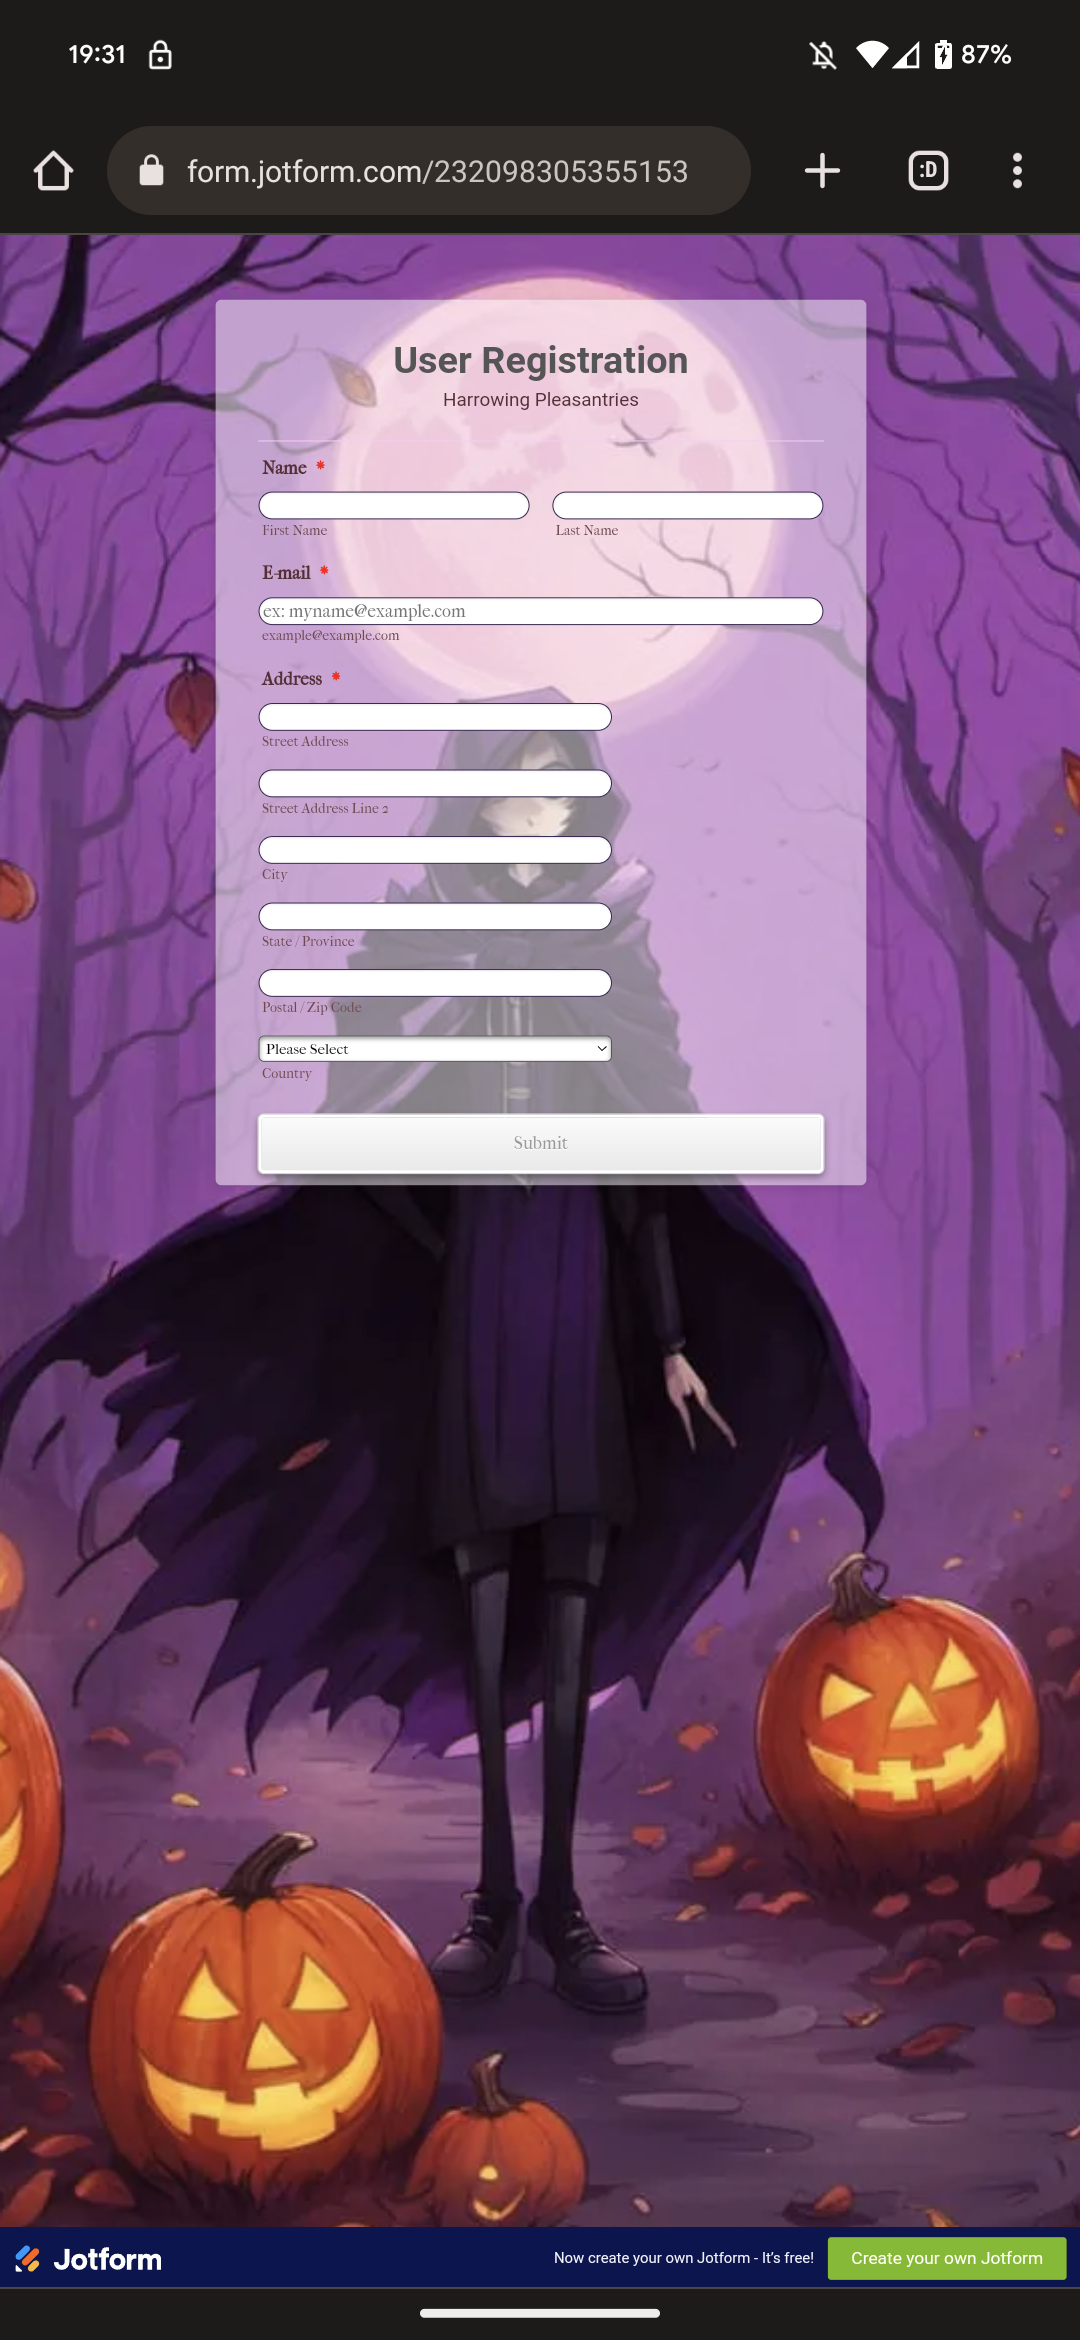 19:31
87%
form.jotform.com/232098305355153
:D
User Registration
Harrowing Pleasantries
Name *
First Name
Last Name
E-mail *
ex: myname@example.com
example@example.com
Address *
Street Address
Street Address Line 2
City
State / Province
Postal / Zip Code
Please Select
Country
Submit
Jotform
Now create your own Jotform - It's free!
Create your own Jotform